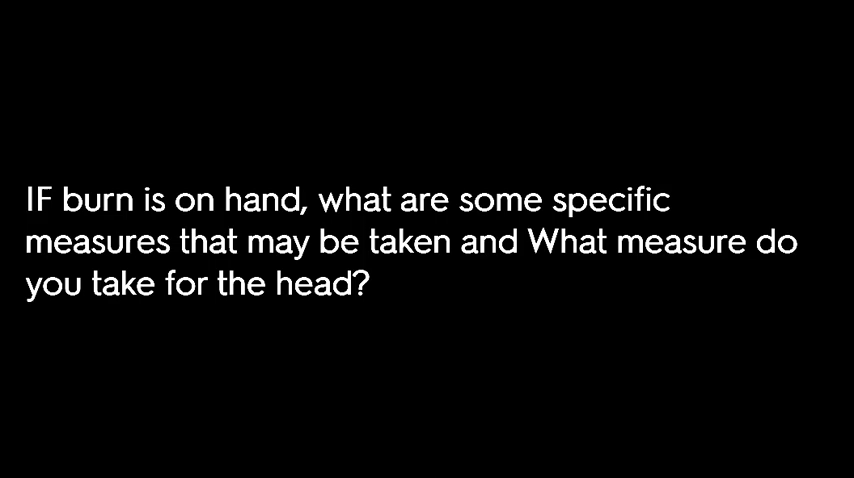 IF burn is on hand, what are some specific
measures that may be taken and What measure do
you take for the head?